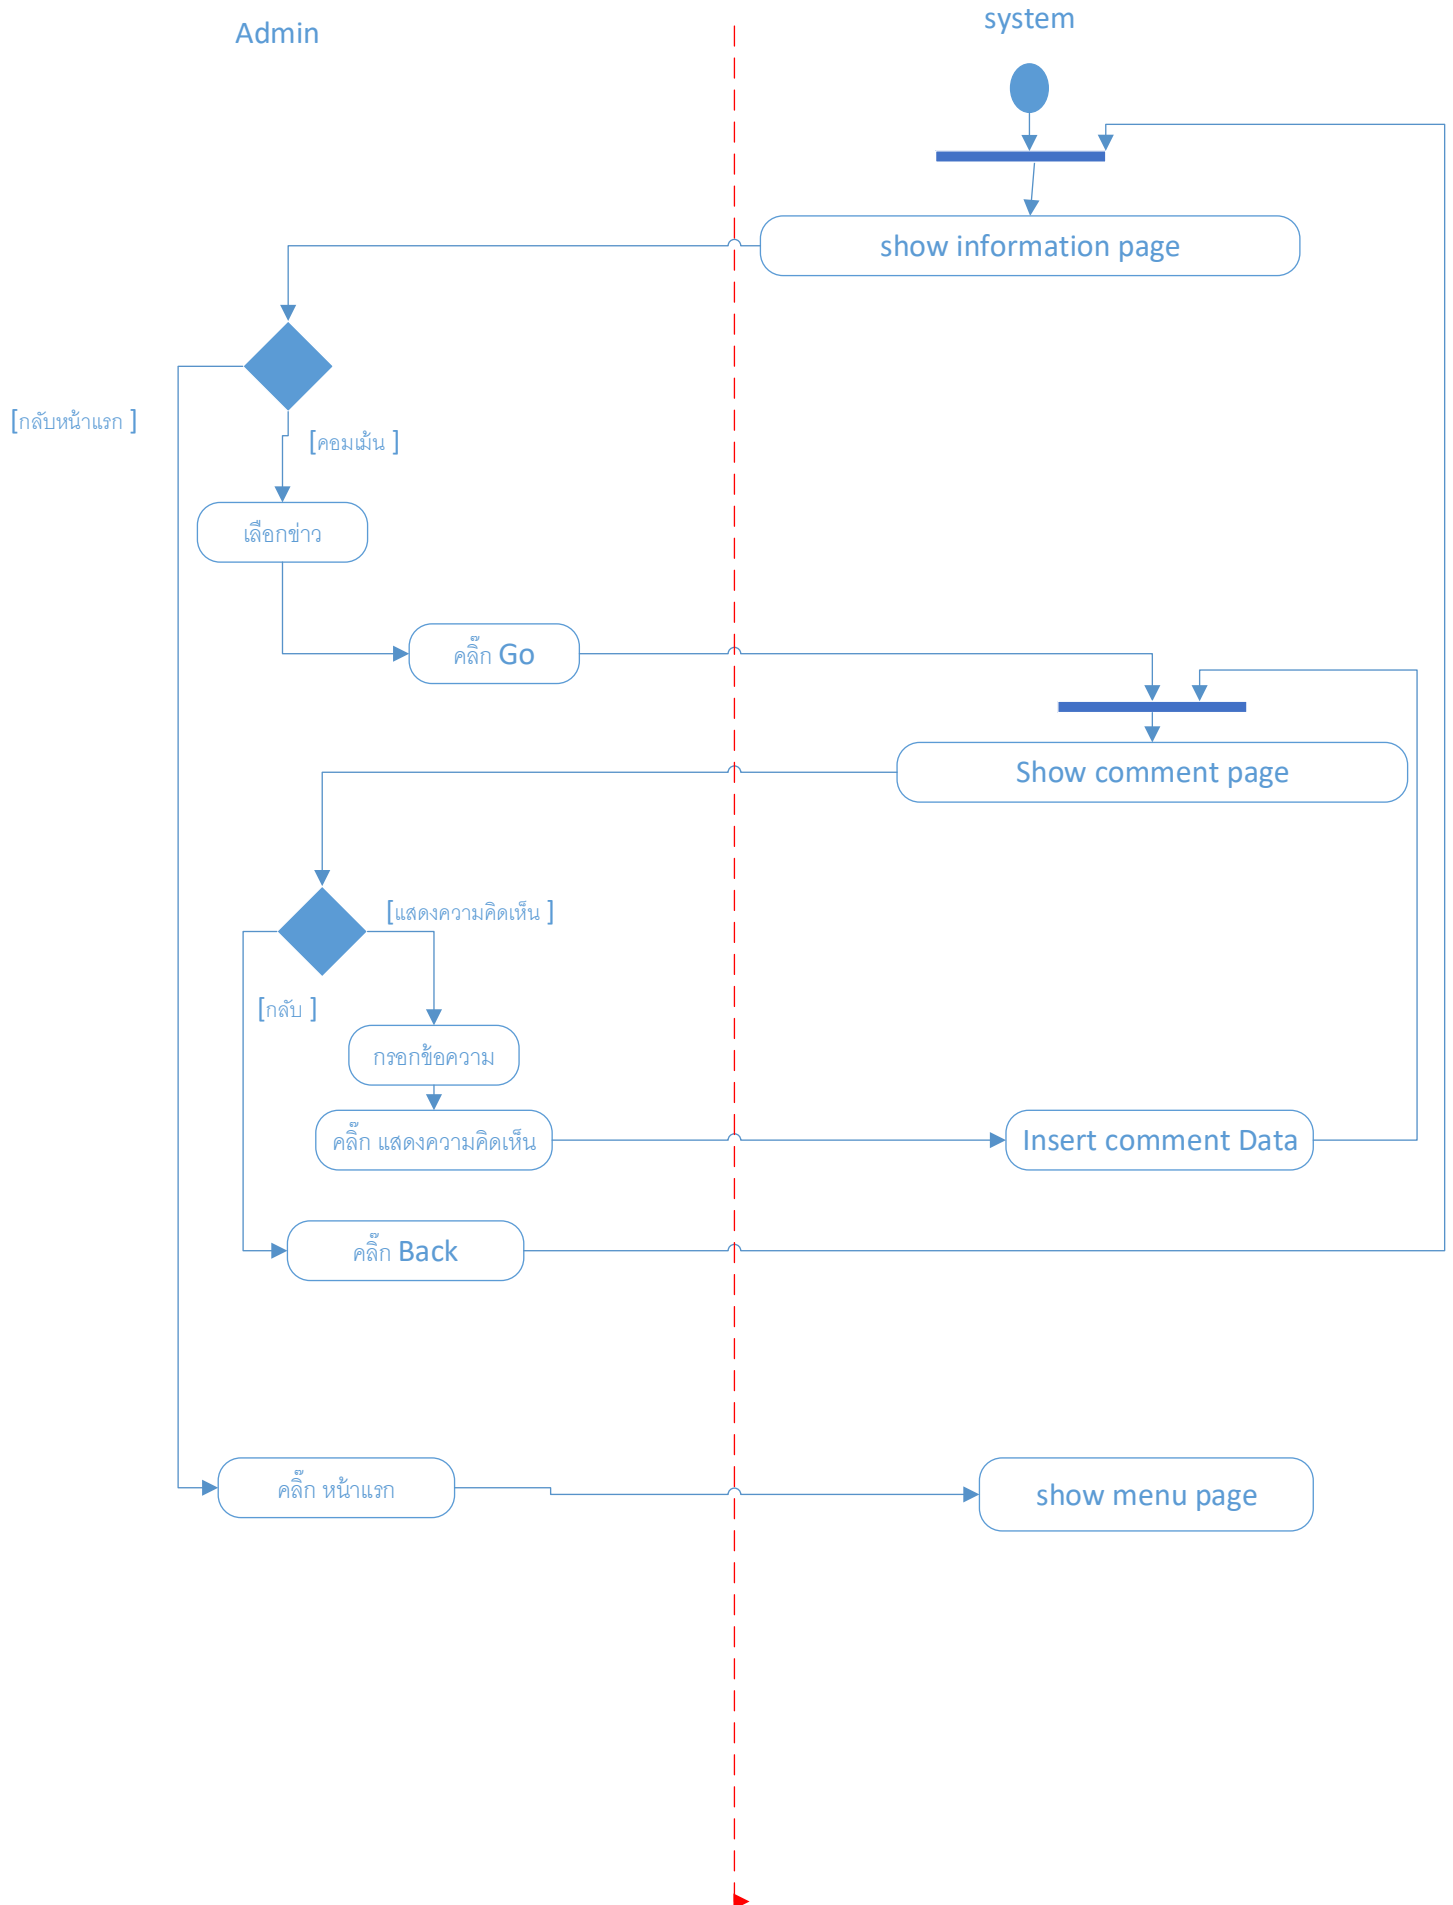 system
Admin
show information page
[กลับหน้าแรก ]
[คอมเม้น ]
เลือกข่าว
คลิ๊ก Go
Show comment page
[แสดงความคิดเห็น ]
[กลับ ]
กรอกข้อความ
คลิ๊ก แสดงความคิดเห็น
Insert comment Data
คลิ๊ก Back
คลิ๊ก หน้าแรก
show menu page